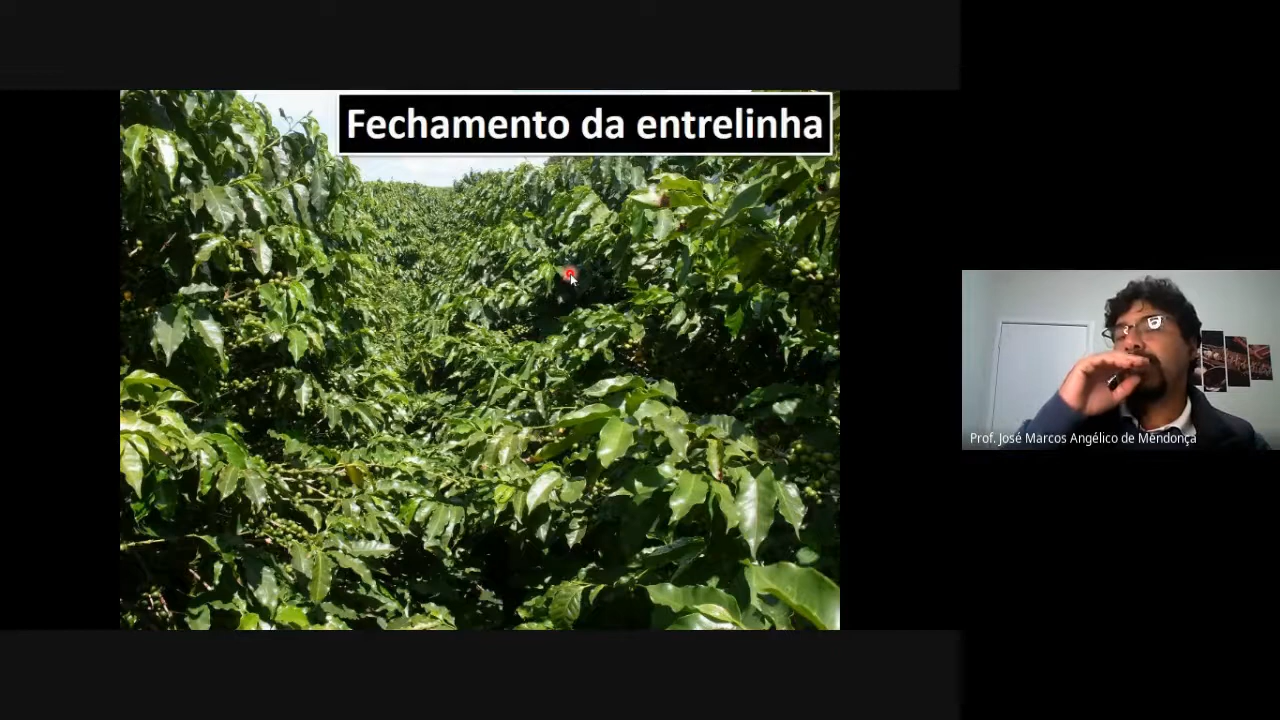 Fechamento da entrelinha
Prof. José Marcos Angélico de Mendonça